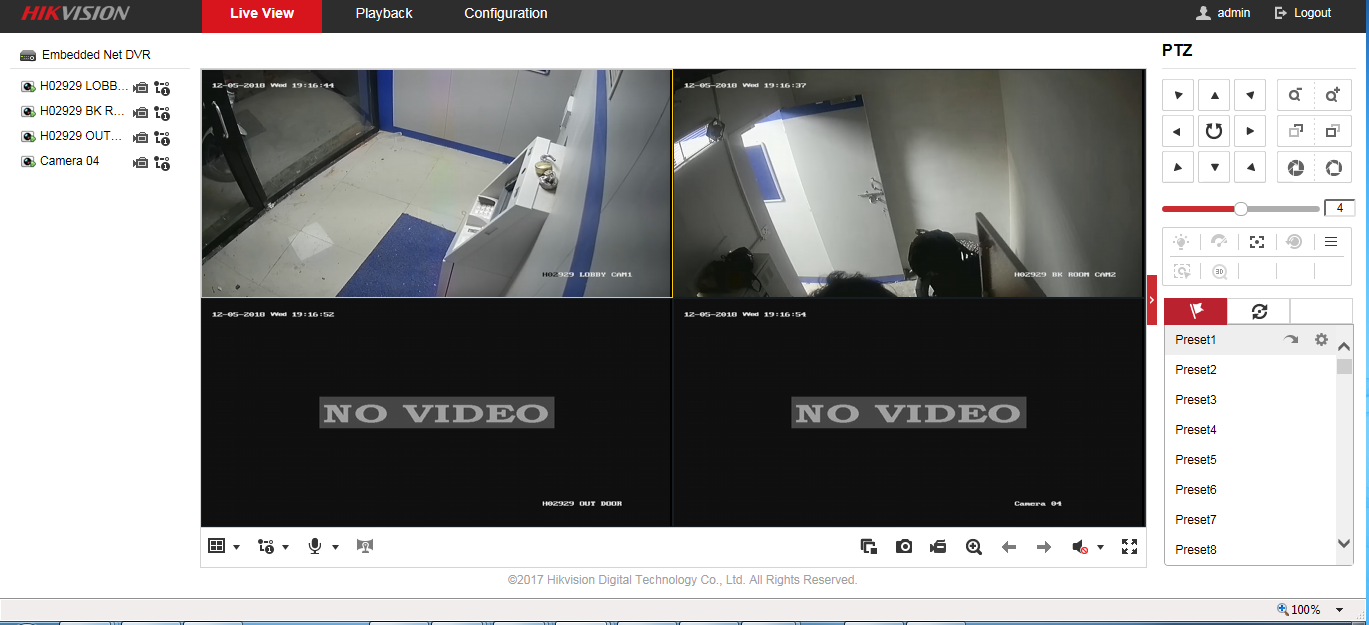 HIKVISION Live View Playback Configuration admin Logout
Embedded Net DVR
H02929 LOBB...
H02929 BK R...
H02929 OUT...
Camera 04
12-05-2018 Wed 19:16:44
H02929 LOBBY CAM1
12-05-2018 Wed 19:16:37
H02929 BK ROOM CAM2
12-05-2018 Wed 19:16:52
NO VIDEO
H02929 OUT DOOR
12-05-2018 Wed 19:16:54
NO VIDEO
Camera 04
PTZ
4
3D
Preset1
Preset2
Preset3
Preset4
Preset5
Preset6
Preset7
Preset8
©2017 Hikvision Digital Technology Co., Ltd. All Rights Reserved.
100%